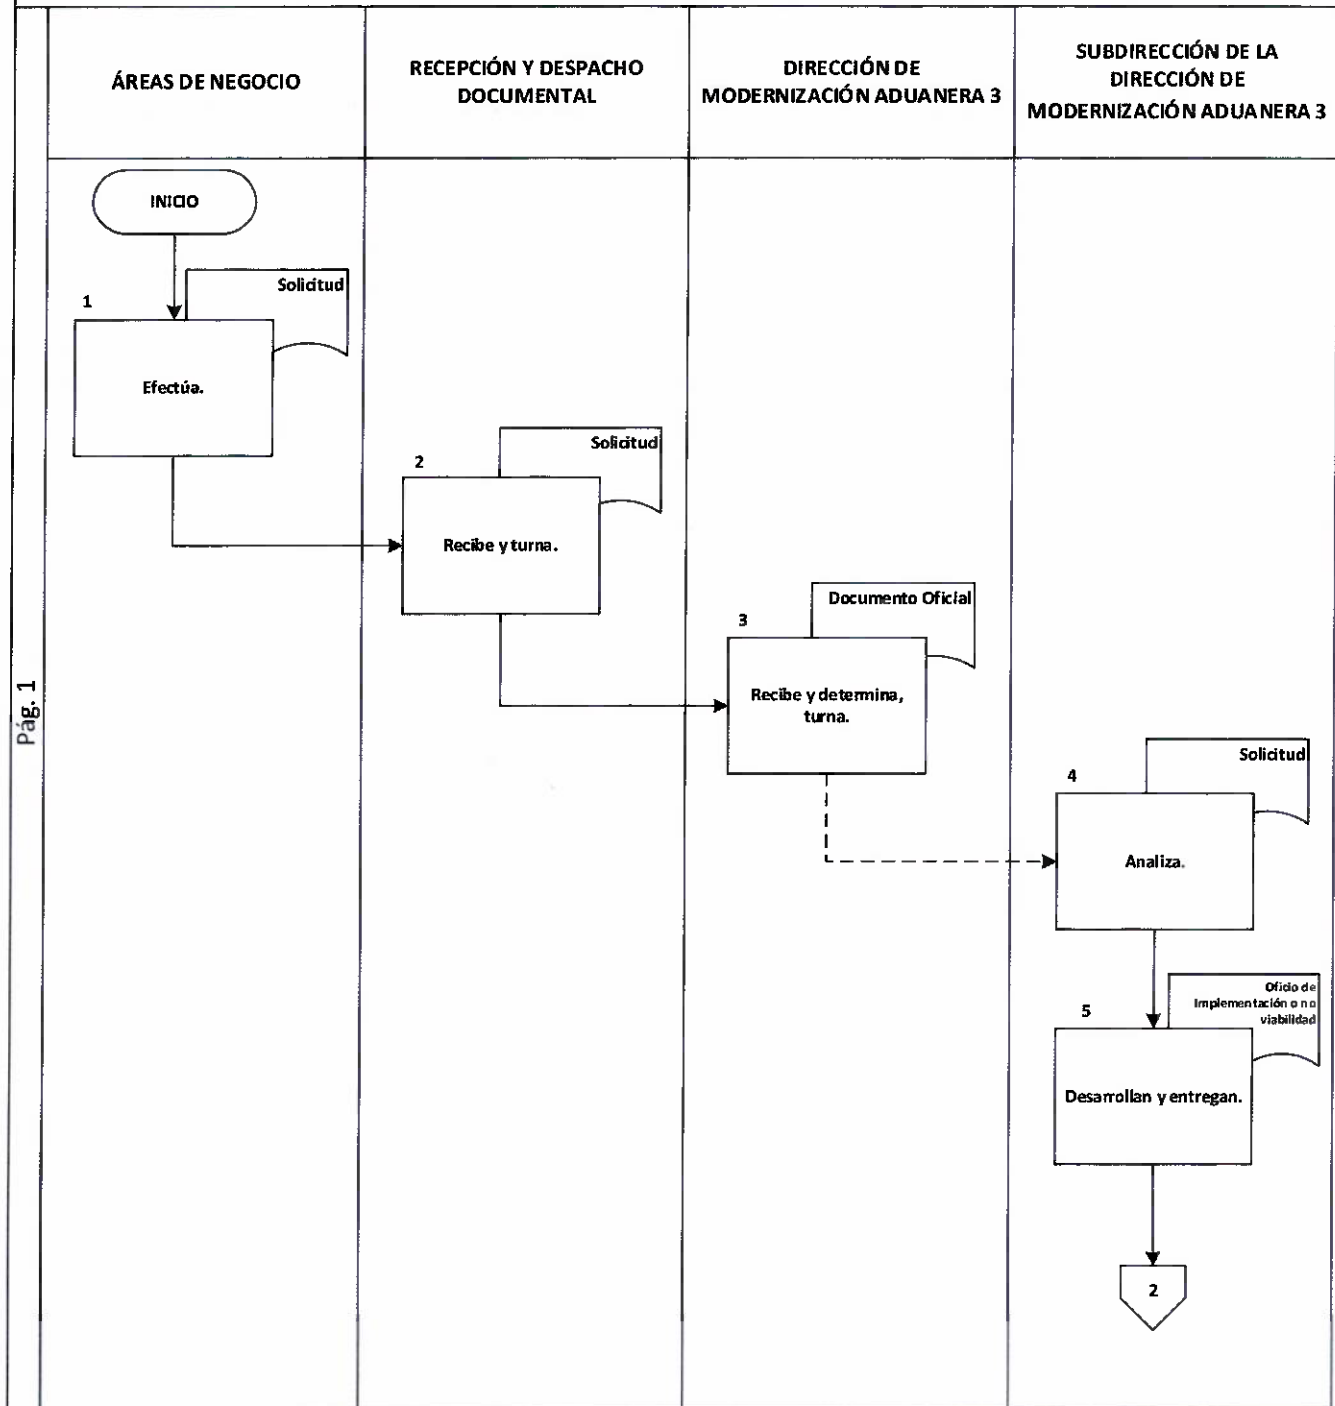 ÁREAS DE NEGOCIO
RECEPCIÓN Y DESPACHO
DOCUMENTAL
DIRECCIÓN DE
MODERNIZACIÓN ADUANERA 3
SUBDIRECCIÓN DE LA
DIRECCIÓN DE
MODERNIZACIÓN ADUANERA 3
INICIO
Solicitud
1
Efectúa.
Solicitud
2
Recibe y turna.
Documento Oficial
3
Recibe y determina,
turna.
Solicitud
4
Analiza.
Oficio de
Implementación o no
viabilidad
5
Desarrollan y entregan.
2
Pág. 1